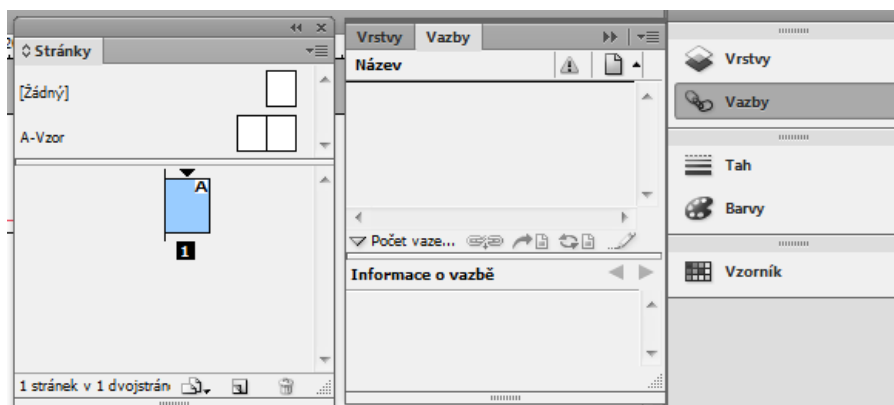 Stránky
[Žádný]
A-Vzor
A
1
1 stránek v 1 dvojstrán
Vrstvy Vazby
Název
Počet vaze...
Informace o vazbě
Vrstvy
Vazby
Tah
Barvy
Vzorník